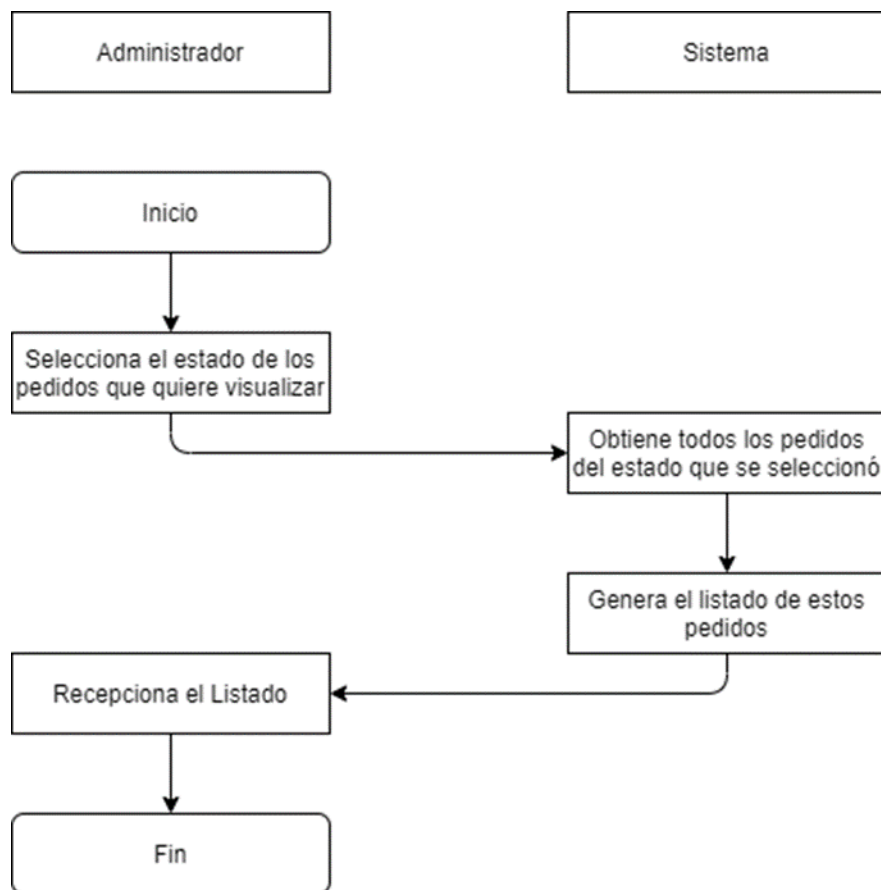 Administrador
Sistema
Inicio
Selecciona el estado de los
pedidos que quiere visualizar
Obtiene todos los pedidos
del estado que se seleccionó
Genera el listado de estos
pedidos
Recepciona el Listado
Fin